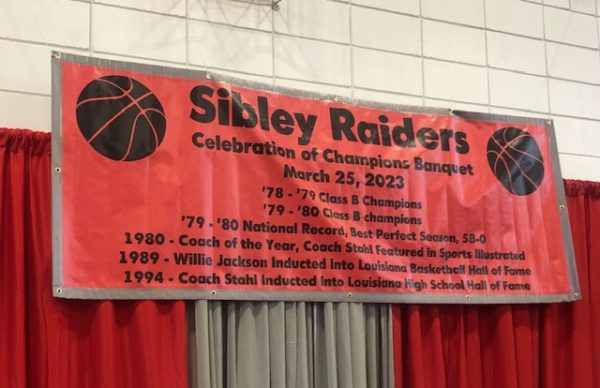 Sibley Raiders
Celebration of Champions Banquet
March 25, 2023
'78 - '79 Class B Champions
'79 - '80 Class B champions
'79 - '80 National Record, Best Perfect Season, 58-0
1980 - Coach of the Year, Coach Stahl Featured in Sports Illustrated
1989 - Willie Jackson Inducted Into Louisiana Basketball Hall of Fame
1994 - Coach Stahl Inducted Into Louisiana High School Hall of Fame